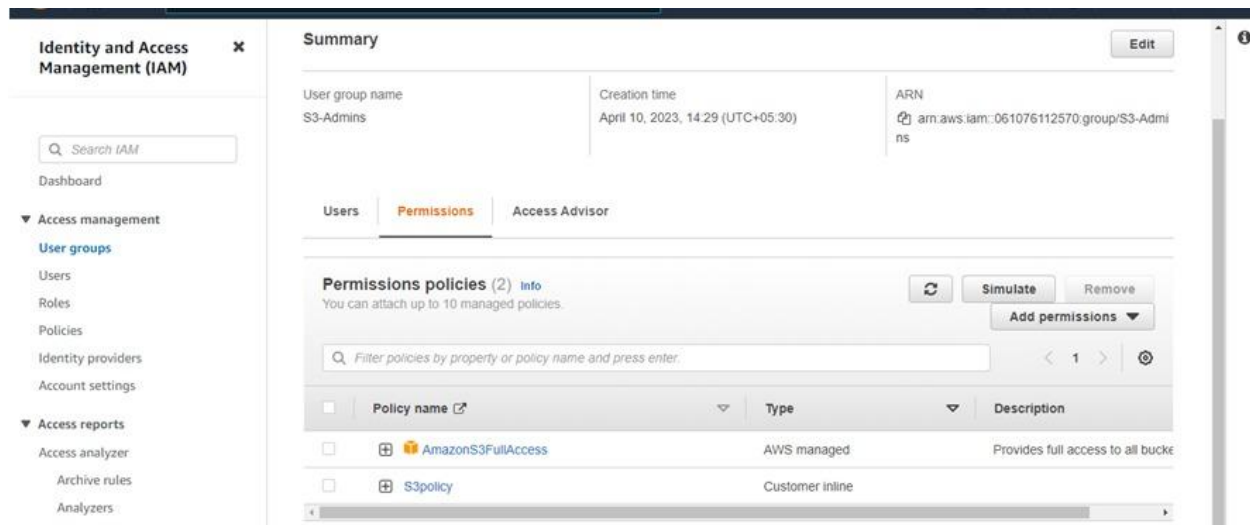 Identity and Access
Management (IAM)
Search IAM
Dashboard
Access management
User groups
Users
Roles
Policies
Identity providers
Account settings
Access reports
Access analyzer
Archive rules
Analyzers
Summary
Edit
User group name
S3-Admins
Creation time
April 10, 2023, 14:29 (UTC+05:30)
ARN
arn:aws:iam::061076112570:group/S3-Admi
ns
Users Permissions Access Advisor
Permissions policies (2) Info
You can attach up to 10 managed policies.
Simulate Remove
Add permissions
Filter policies by property or policy name and press enter.
1
Policy name Type Description
AmazonS3FullAccess AWS managed Provides full access to all bucke
S3policy Customer inline